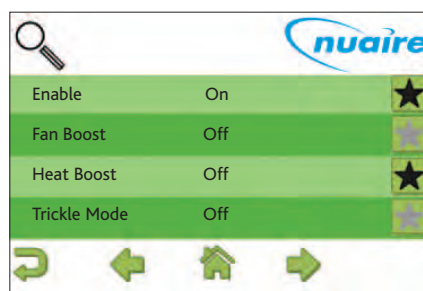 nuaire
Enable On
Fan Boost Off
Heat Boost Off
Trickle Mode Off